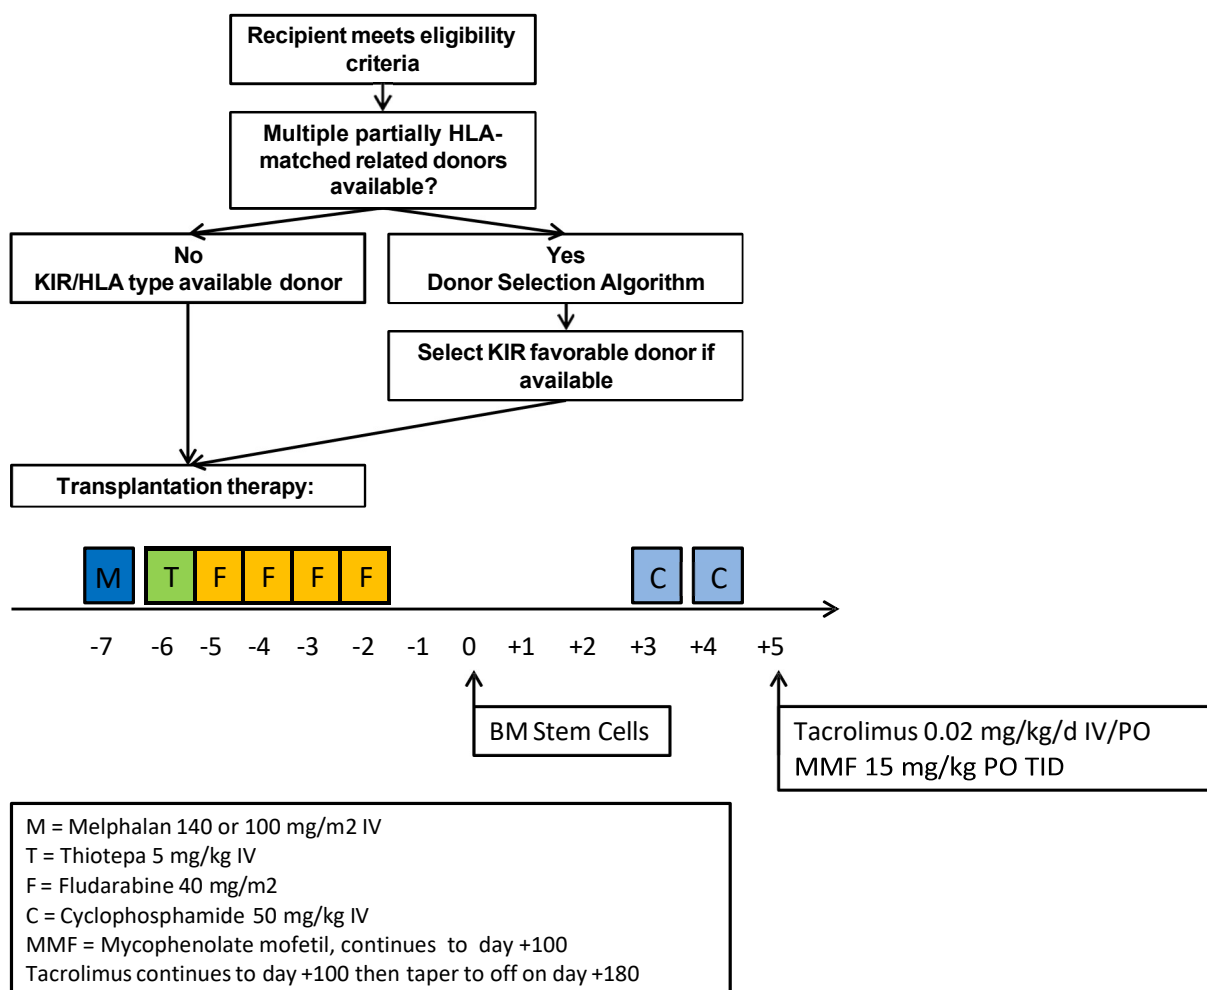 Recipient meets eligibility
criteria
Multiple partially HLA-
matched related donors
available?
No
KIR/HLA type available donor
Yes
Donor Selection Algorithm
Select KIR favorable donor if
available
Transplantation therapy:
M T F F F F C C
-7 -6 -5 -4 -3 -2 -1 0 +1 +2 +3 +4 +5
BM Stem Cells
Tacrolimus 0.02 mg/kg/d IV/PO
MMF 15 mg/kg PO TID
M = Melphalan 140 or 100 mg/m2 IV
T = Thiotepa 5 mg/kg IV
F = Fludarabine 40 mg/m2
C = Cyclophosphamide 50 mg/kg IV
MMF = Mycophenolate mofetil, continues to day +100
Tacrolimus continues to day +100 then taper to off on day +180